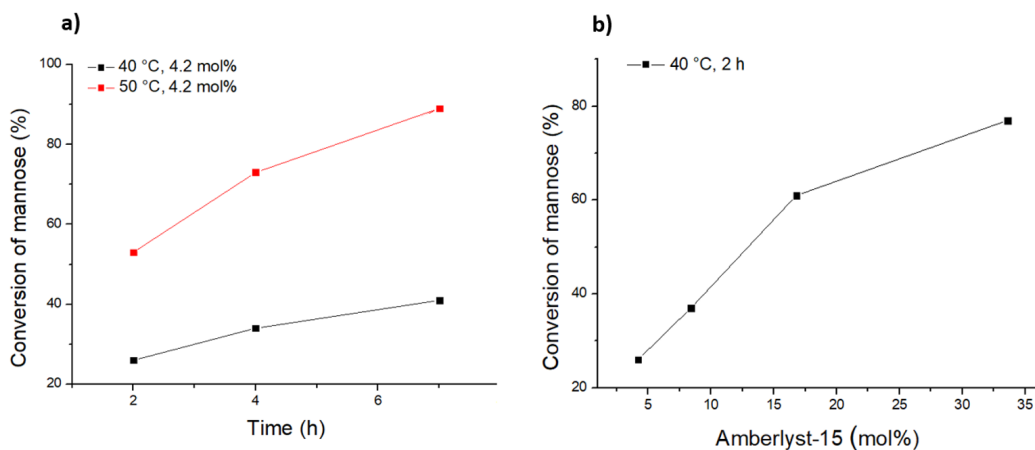 a)
40 °C, 4.2 mol%
50 °C, 4.2 mol%
Conversion of mannose (%)
100
80
60
40
20
2
4
6
Time (h)
b)
40 °C, 2 h
Conversion of mannose (%)
80
60
40
20
5
10
15
20
25
30
35
Amberlyst-15 (mol%)